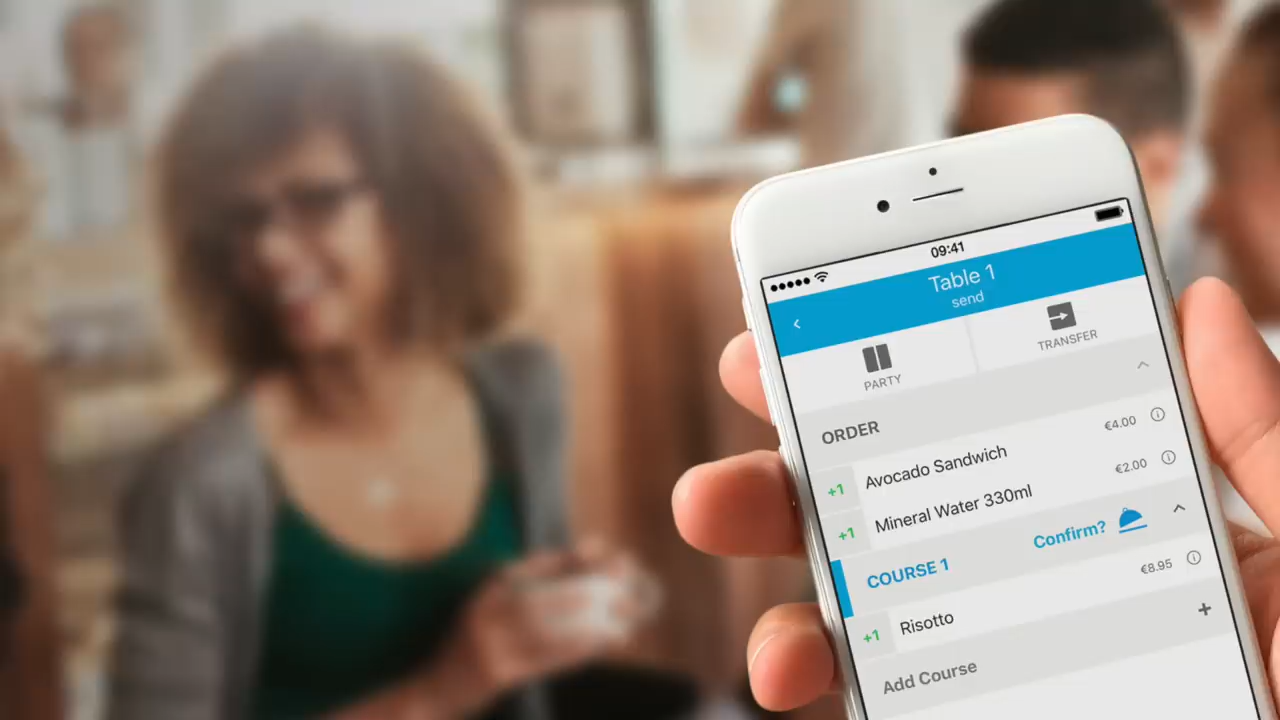 09:41
Table 1
send
PARTY
TRANSFER
ORDER
+1 Avocado Sandwich €4.00
+1 Mineral Water 330ml €2.00
COURSE 1 Confirm?
+1 Risotto €8.95
Add Course +